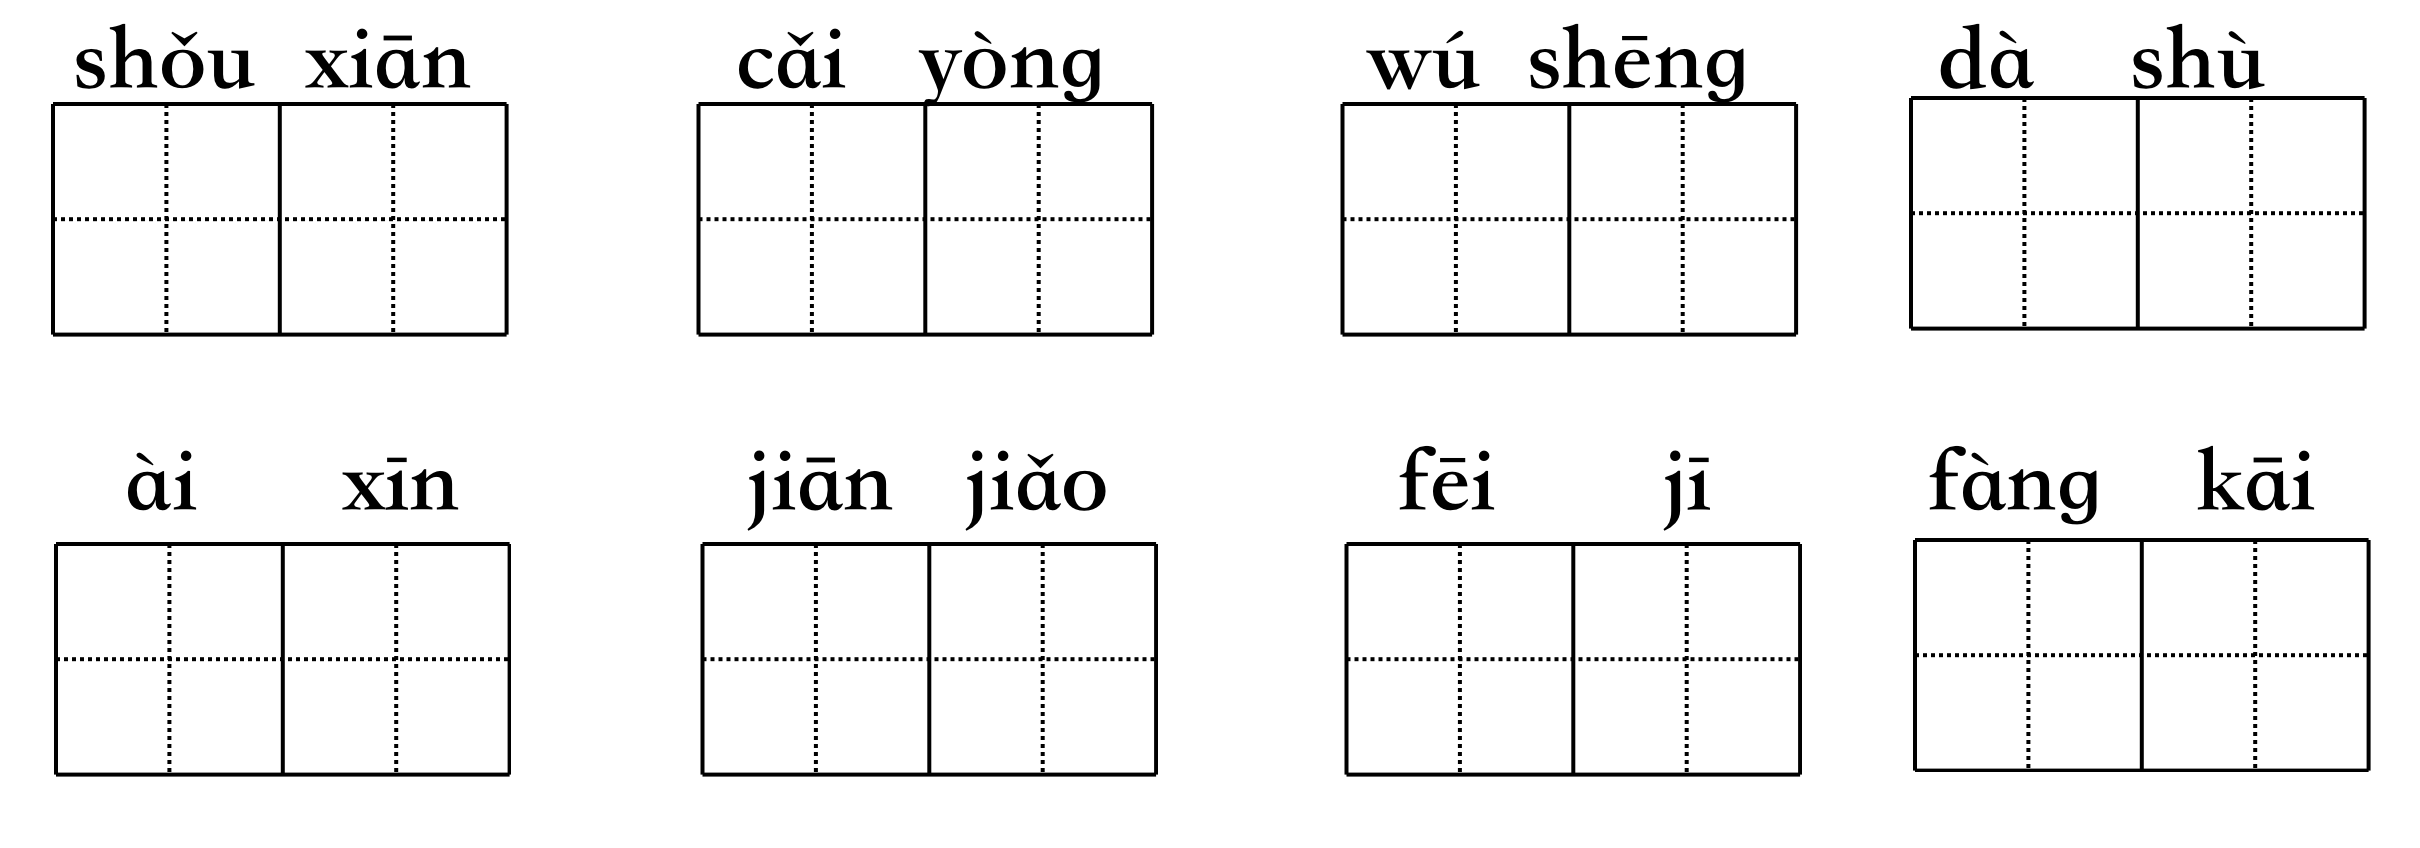 shǒu xiān cǎi yòng wú shēng dà shù
ài xīn jiān jiǎo fēi jī fàng kāi